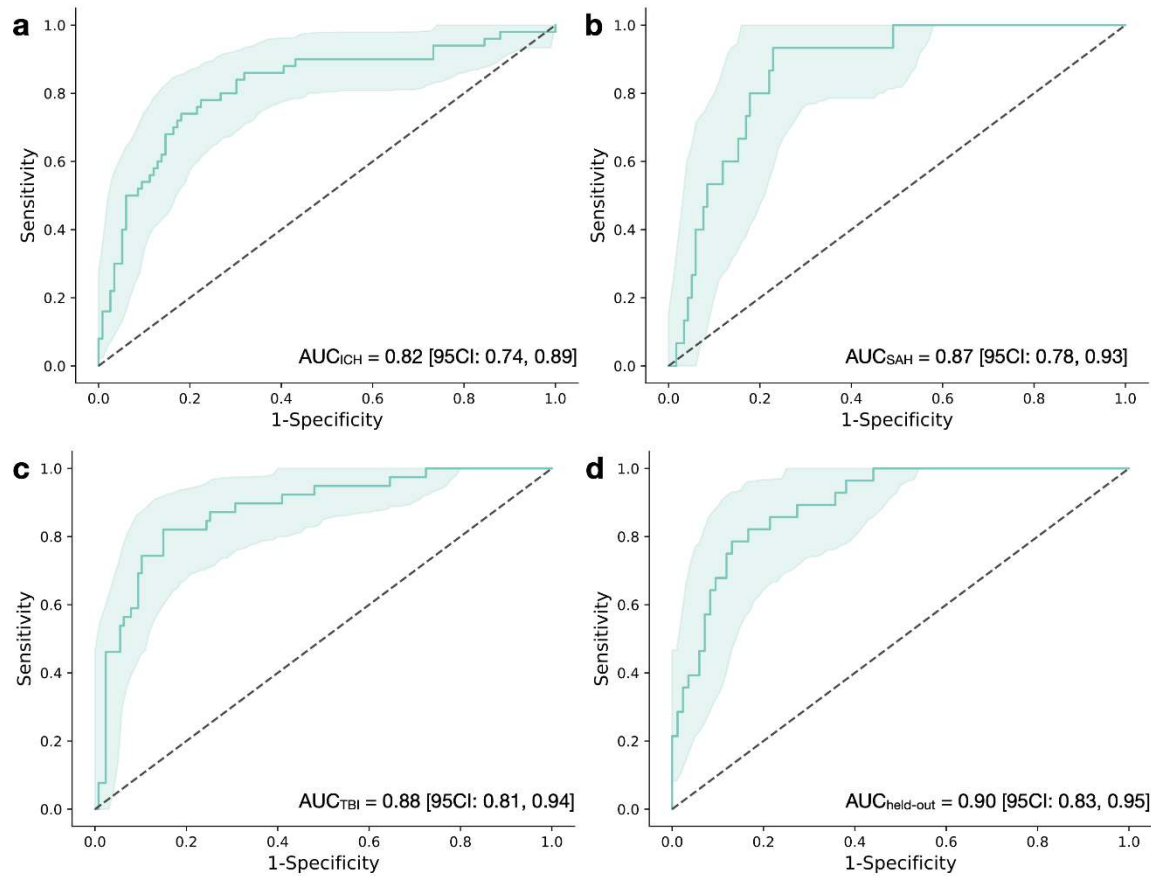 a
1.0
0.8
0.6
0.4
0.2
0.0
Sensitivity
AUCICH = 0.82 [95CI: 0.74, 0.89]
0.0 0.2 0.4 0.6 0.8 1.0
1-Specificity
b
1.0
0.8
0.6
0.4
0.2
0.0
Sensitivity
AUCSAH = 0.87 [95CI: 0.78, 0.93]
0.0 0.2 0.4 0.6 0.8 1.0
1-Specificity
c
1.0
0.8
0.6
0.4
0.2
0.0
Sensitivity
AUCTBI = 0.88 [95CI: 0.81, 0.94]
0.0 0.2 0.4 0.6 0.8 1.0
1-Specificity
d
1.0
0.8
0.6
0.4
0.2
0.0
Sensitivity
AUCheld-out = 0.90 [95CI: 0.83, 0.95]
0.0 0.2 0.4 0.6 0.8 1.0
1-Specificity